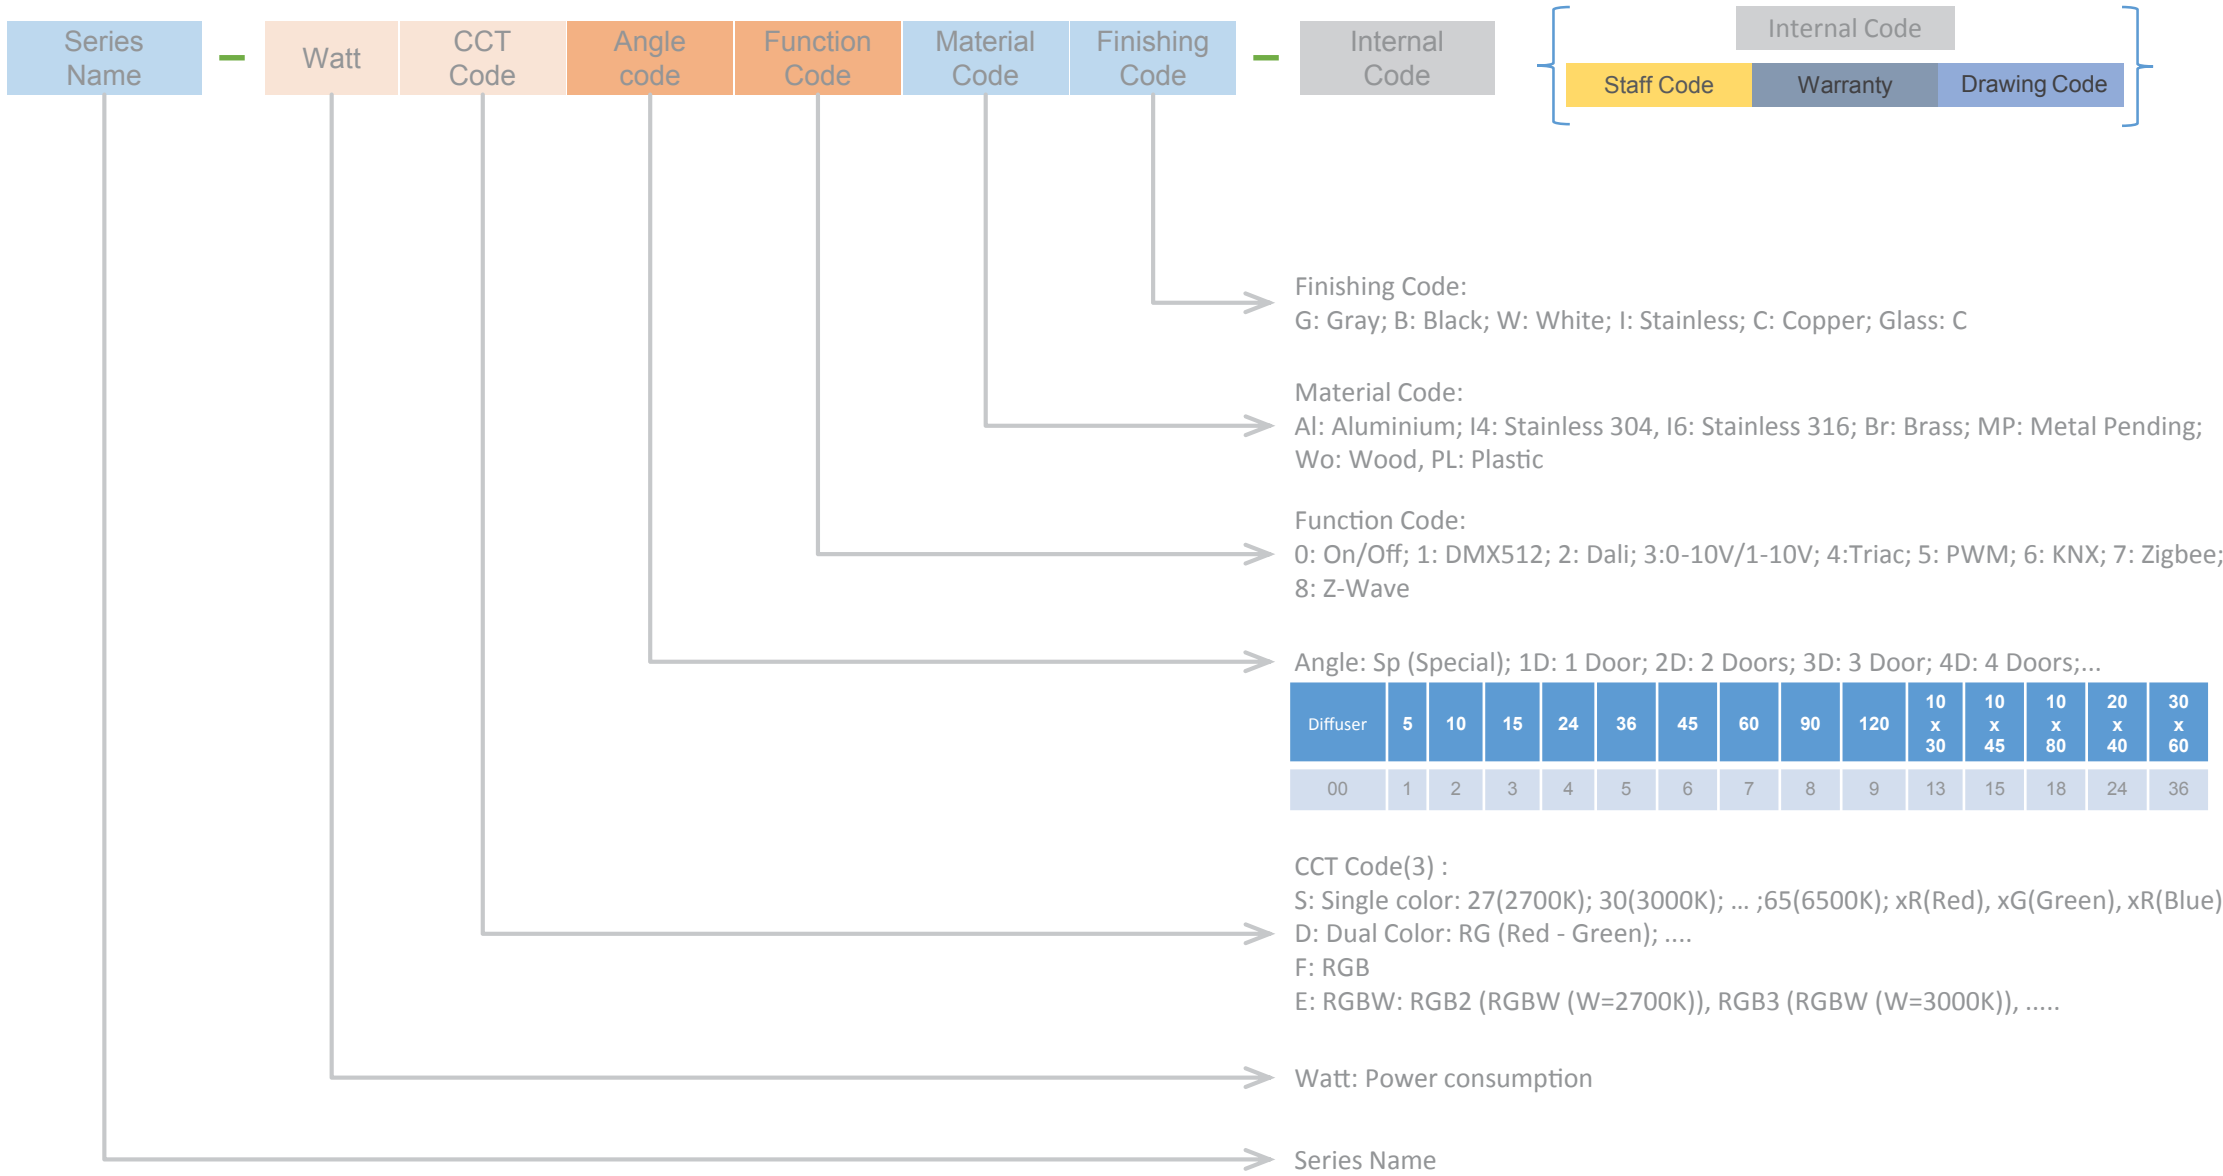 Series Name
–
Watt
CCT Code
Angle code
Function Code
Material Code
Finishing Code
–
Internal Code
Internal Code
Staff Code
Warranty
Drawing Code
Finishing Code:
G: Gray; B: Black; W: White; I: Stainless; C: Copper; Glass: C
Material Code:
Al: Aluminium; I4: Stainless 304, I6: Stainless 316; Br: Brass; MP: Metal Pending;
Wo: Wood, PL: Plastic
Function Code:
0: On/Off; 1: DMX512; 2: Dali; 3:0-10V/1-10V; 4:Triac; 5: PWM; 6: KNX; 7: Zigbee;
8: Z-Wave
Angle: Sp (Special); 1D: 1 Door; 2D: 2 Doors; 3D: 3 Door; 4D: 4 Doors;...
Diffuser 5 10 15 24 36 45 60 90 120 10 x 30 10 x 45 10 x 80 20 x 40 30 x 60
00 1 2 3 4 5 6 7 8 9 13 15 18 24 36
CCT Code(3) :
S: Single color: 27(2700K); 30(3000K); ... ;65(6500K); xR(Red), xG(Green), xR(Blue)
D: Dual Color: RG (Red - Green); ....
F: RGB
E: RGBW: RGB2 (RGBW (W=2700K)), RGB3 (RGBW (W=3000K)), .....
Watt: Power consumption
Series Name